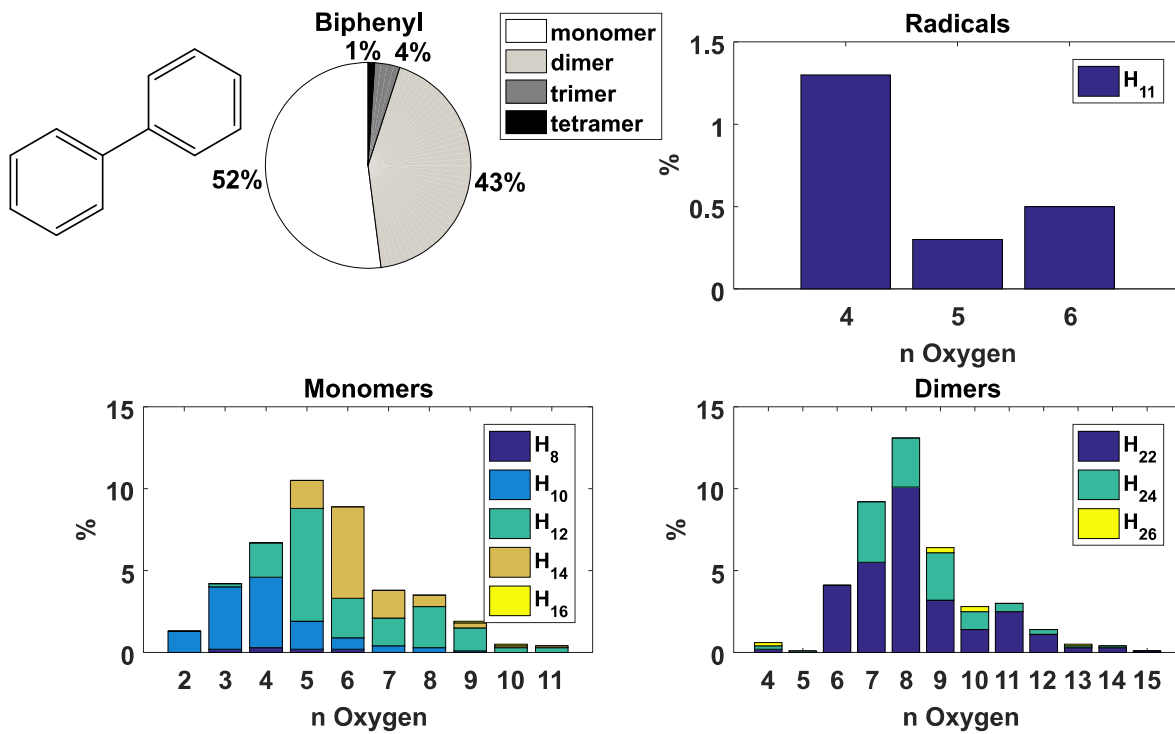 Biphenyl
1%
4%
52%
43%
monomer
dimer
trimer
tetramer
Radicals
1.5
1
0.5
0
%
4 5 6
n Oxygen
H11
Monomers
15
10
5
0
%
2 3 4 5 6 7 8 9 10 11
n Oxygen
H8
H10
H12
H14
H16
Dimers
15
10
5
0
%
4 5 6 7 8 9 10 11 12 13 14 15
n Oxygen
H22
H24
H26